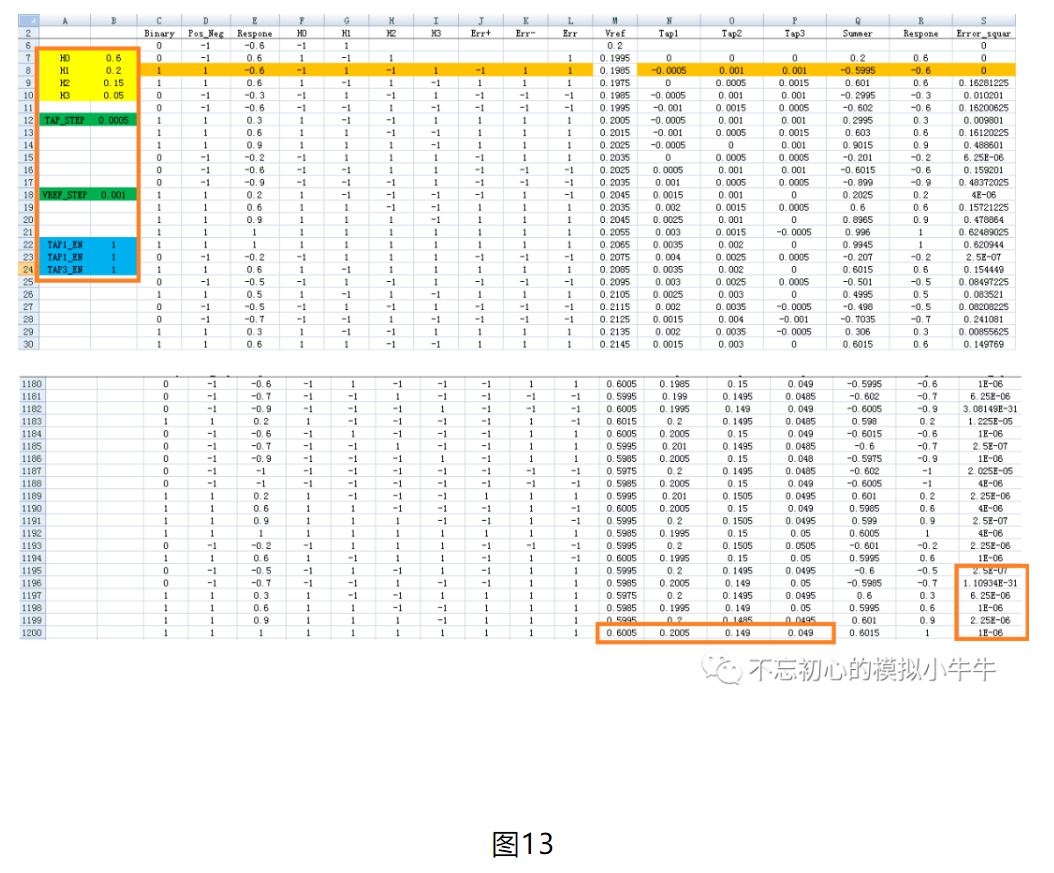 A B C D E F G H I J K L M N O P Q R S
2 Binary Pos_Neg Respone H0 H1 H2 H3 Err+ Err- Err Vref Tap1 Tap2 Tap3 Summer Respone Error_squar
6 0 -1 -0.6 -1 1 0.2 0
7 H0 0.6 0 -1 0.6 1 -1 1 1 0.1995 0 0 0 0.2 0.6 0
8 H1 0.2 1 1 -0.6 -1 1 -1 1 -1 1 1 0.1985 -0.0005 0.001 0.001 -0.5995 -0.6 0
9 H2 0.15 1 1 0.6 1 -1 1 -1 1 1 1 0.1975 0 0.0005 0.0015 0.601 0.6 0.16281225
10 H3 0.05 0 -1 -0.3 -1 1 -1 1 -1 -1 -1 0.1985 -0.0005 0.001 0.001 -0.2995 -0.3 0.010201
11 0 -1 -0.6 -1 -1 1 -1 -1 -1 -1 0.1995 -0.001 0.0015 0.0005 -0.602 -0.6 0.16200625
12 TAP_STEP 0.0005 1 1 0.3 1 -1 -1 1 1 1 1 0.2005 -0.0005 0.001 0.001 0.2995 0.3 0.009801
13 1 1 0.6 1 1 -1 -1 1 1 1 0.2015 -0.001 0.0005 0.0015 0.603 0.6 0.16120225
14 1 1 0.9 1 1 1 -1 1 1 1 0.2025 -0.0005 0 0.001 0.9015 0.9 0.488601
15 0 -1 -0.2 -1 1 1 1 -1 1 1 0.2035 0 0.0005 0.0005 -0.201 -0.2 6.25E-06
16 0 -1 -0.6 -1 -1 1 1 -1 -1 -1 0.2025 0.0005 0.001 0.001 -0.6015 -0.6 0.159201
17 0 -1 -0.9 -1 -1 -1 1 -1 -1 -1 0.2035 0.001 0.0005 0.0005 -0.899 -0.9 0.48372025
18 VREF_STEP 0.001 1 1 0.2 1 -1 -1 -1 1 1 1 0.2045 0.0015 0.001 0 0.2025 0.2 4E-06
19 1 1 0.6 1 1 -1 -1 1 1 1 0.2035 0.002 0.0015 0.0005 0.6 0.6 0.15721225
20 1 1 0.9 1 1 1 -1 1 1 1 0.2045 0.0025 0.001 0 0.8965 0.9 0.478864
21 1 1 1 1 1 1 1 1 1 1 0.2055 0.003 0.0015 -0.0005 0.996 1 0.62489025
22 TAP1_EN 1 1 1 1 1 1 1 1 1 1 1 0.2065 0.0035 0.002 0 0.9945 1 0.620944
23 TAP1_EN 1 0 -1 -0.2 -1 1 1 1 -1 -1 -1 0.2075 0.004 0.0025 0.0005 -0.207 -0.2 2.5E-07
24 TAP3_EN 1 1 1 0.6 1 -1 1 1 1 1 1 0.2085 0.0035 0.002 0 0.6015 0.6 0.154449
25 0 -1 -0.5 -1 1 -1 1 -1 -1 -1 0.2095 0.003 0.0025 0.0005 -0.501 -0.5 0.08497225
26 1 1 0.5 1 -1 1 -1 1 1 1 0.2105 0.0025 0.003 0 0.4995 0.5 0.083521
27 0 -1 -0.5 -1 1 -1 1 -1 -1 -1 0.2115 0.002 0.0035 -0.0005 -0.498 -0.5 0.08208225
28 0 -1 -0.7 -1 -1 1 -1 -1 -1 -1 0.2125 0.0015 0.004 0 -0.7035 -0.7 0.241081
29 1 1 0.3 1 -1 -1 1 1 1 1 0.2135 0.002 0.0035 -0.0005 0.306 0.3 0.00855625
30 1 1 0.6 1 1 -1 -1 1 1 1 0.2145 0.0015 0.003 0 0.6015 0.6 0.149769
1180 0 -1 -0.6 -1 1 -1 -1 -1 1 1 0.6005 0.1985 0.15 0.049 -0.5995 -0.6 1E-06
1181 0 -1 -0.7 -1 -1 1 -1 -1 -1 -1 0.5995 0.199 0.1495 0.0485 -0.602 -0.7 6.25E-06
1182 0 -1 -0.9 -1 -1 -1 1 -1 1 -1 0.6005 0.1995 0.149 0.049 -0.6005 -0.9 3.08149E-31
1183 1 1 0.2 1 -1 -1 -1 1 1 1 0.6015 0.2 0.1495 0.0485 0.598 0.2 1.225E-05
1184 0 -1 -0.6 -1 1 -1 -1 -1 1 -1 0.6005 0.2005 0.15 0.049 -0.6015 -0.6 1E-06
1185 0 -1 -0.7 -1 -1 1 -1 -1 1 1 0.5995 0.201 0.1495 0.0485 -0.6 -0.7 2.5E-07
1186 0 -1 -0.9 -1 -1 -1 1 -1 1 1 0.5985 0.2005 0.15 0.048 -0.5975 -0.9 1E-06
1187 0 -1 -1 -1 -1 -1 -1 -1 -1 -1 0.5975 0.2 0.1495 0.0485 -0.602 -1 2.025E-05
1188 0 -1 -1 -1 -1 -1 -1 -1 -1 -1 0.5985 0.2005 0.15 0.049 -0.6005 -1 4E-06
1189 1 1 0.2 1 -1 -1 -1 1 1 1 0.5995 0.201 0.1505 0.0495 0.601 0.2 2.25E-06
1190 1 1 0.6 1 1 -1 -1 -1 1 -1 0.6005 0.2005 0.15 0.049 0.5985 0.6 4E-06
1191 1 1 0.9 1 1 1 -1 -1 1 -1 0.5995 0.2 0.1505 0.0495 0.599 0.9 2.5E-07
1192 1 1 1 1 1 1 1 1 1 1 0.5985 0.1995 0.15 0.05 0.6005 1 4E-06
1193 0 -1 -0.2 -1 1 1 1 -1 -1 -1 0.5995 0.2 0.1505 0.0505 -0.601 -0.2 2.25E-06
1194 1 1 0.6 1 -1 1 1 -1 1 -1 0.6005 0.1995 0.15 0.05 0.5995 0.6 1E-06
1195 0 -1 -0.5 -1 1 -1 1 -1 1 1 0.5995 0.2 0.1495 0.0495 -0.6 -0.5 2.5E-07
1196 0 -1 -0.7 -1 -1 1 -1 -1 1 1 0.5985 0.2005 0.149 0.05 -0.5985 -0.7 1.10934E-31
1197 1 1 0.3 1 -1 -1 1 1 1 1 0.5975 0.2 0.1495 0.0495 0.6 0.3 6.25E-06
1198 1 1 0.6 1 1 -1 -1 1 1 1 0.5985 0.1995 0.149 0.05 0.5995 0.6 1E-06
1199 1 1 0.9 1 1 1 -1 1 1 1 0.5995 0.2 0.1485 0.0495 0.601 0.9 2.25E-06
1200 1 1 1 1 1 1 1 1 1 1 0.6005 0.2005 0.149 0.049 0.6015 1 1E-06
不忘初心的模拟小牛牛
图13